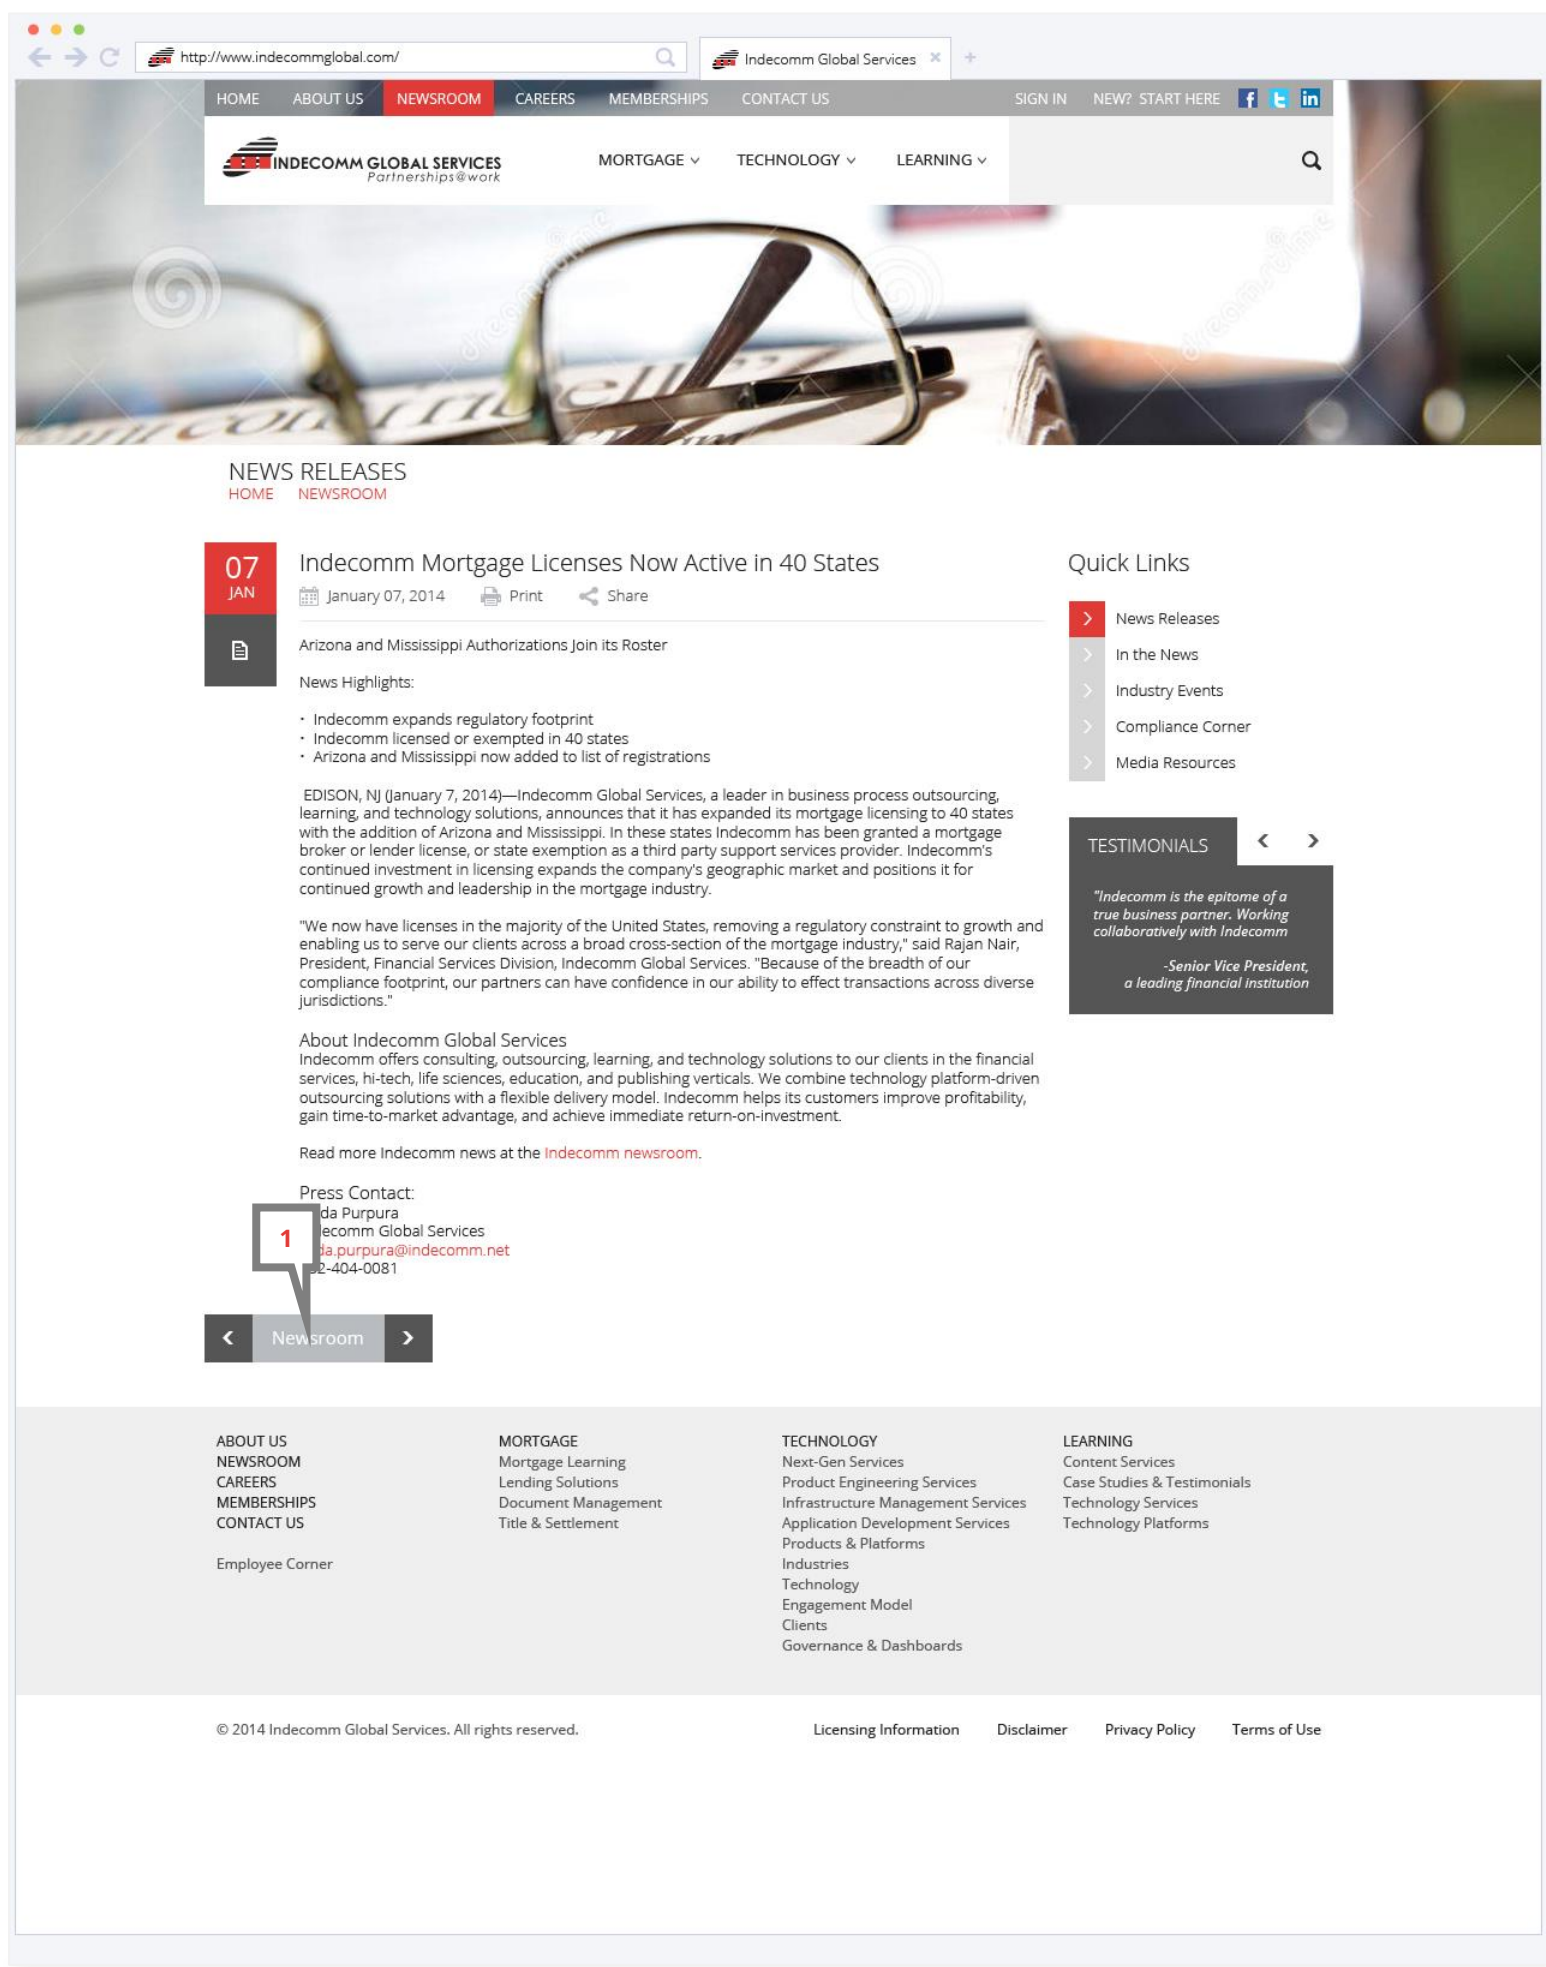 http://www.indecommglobal.com/
Indecomm Global Services
HOME ABOUT US NEWSROOM CAREERS MEMBERSHIPS CONTACT US SIGN IN NEW? START HERE
INDECOMM GLOBAL SERVICES
Partnerships@work
MORTGAGE TECHNOLOGY LEARNING
dreamstime
dreamstime
NEWS RELEASES
HOME NEWSROOM
07
JAN
Indecomm Mortgage Licenses Now Active in 40 States
January 07, 2014 Print Share
Arizona and Mississippi Authorizations Join its Roster
News Highlights:
· Indecomm expands regulatory footprint
· Indecomm licensed or exempted in 40 states
· Arizona and Mississippi now added to list of registrations
EDISON, NJ (January 7, 2014)—Indecomm Global Services, a leader in business process outsourcing,
learning, and technology solutions, announces that it has expanded its mortgage licensing to 40 states
with the addition of Arizona and Mississippi. In these states Indecomm has been granted a mortgage
broker or lender license, or state exemption as a third party support services provider. Indecomm's
continued investment in licensing expands the company's geographic market and positions it for
continued growth and leadership in the mortgage industry.
"We now have licenses in the majority of the United States, removing a regulatory constraint to growth and
enabling us to serve our clients across a broad cross-section of the mortgage industry," said Rajan Nair,
President, Financial Services Division, Indecomm Global Services. "Because of the breadth of our
compliance footprint, our partners can have confidence in our ability to effect transactions across diverse
jurisdictions."
About Indecomm Global Services
Indecomm offers consulting, outsourcing, learning, and technology solutions to our clients in the financial
services, hi-tech, life sciences, education, and publishing verticals. We combine technology platform-driven
outsourcing solutions with a flexible delivery model. Indecomm helps its customers improve profitability,
gain time-to-market advantage, and achieve immediate return-on-investment.
Read more Indecomm news at the Indecomm newsroom.
Press Contact:
Purpura
Global Services
da.purpura@indecomm.net
2-404-0081
1
Newsroom
Quick Links
News Releases
In the News
Industry Events
Compliance Corner
Media Resources
TESTIMONIALS
"Indecomm is the epitome of a
true business partner. Working
collaboratively with Indecomm
-Senior Vice President,
a leading financial institution
ABOUT US
NEWSROOM
CAREERS
MEMBERSHIPS
CONTACT US
Employee Corner
MORTGAGE
Mortgage Learning
Lending Solutions
Document Management
Title & Settlement
TECHNOLOGY
Next-Gen Services
Product Engineering Services
Infrastructure Management Services
Application Development Services
Products & Platforms
Industries
Technology
Engagement Model
Clients
Governance & Dashboards
LEARNING
Content Services
Case Studies & Testimonials
Technology Services
Technology Platforms
© 2014 Indecomm Global Services. All rights reserved.
Licensing Information Disclaimer Privacy Policy Terms of Use